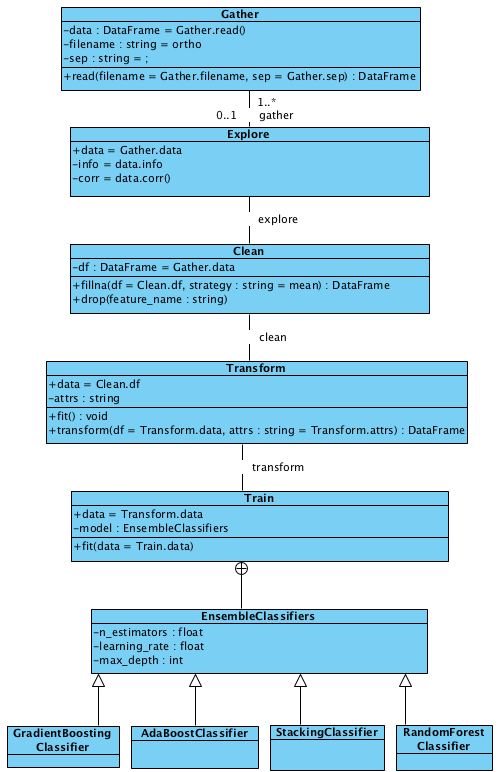 Gather
-data : DataFrame = Gather.read()
-filename : string = ortho
-sep : string = ;
+read(filename = Gather.filename, sep = Gather.sep) : DataFrame
1..*
0..1 gather
Explore
+data = Gather.data
-info = data.info
-corr = data.corr()
explore
Clean
-df : DataFrame = Gather.data
+fillna(df = Clean.df, strategy : string = mean) : DataFrame
+drop(feature_name : string)
clean
Transform
+data = Clean.df
-attrs : string
+fit() : void
+transform(df = Transform.data, attrs : string = Transform.attrs) : DataFrame
transform
Train
+data = Transform.data
-model : EnsembleClassifiers
+fit(data = Train.data)
EnsembleClassifiers
-n_estimators : float
-learning_rate : float
-max_depth : int
GradientBoosting
Classifier
AdaBoostClassifier
StackingClassifier
RandomForest
Classifier